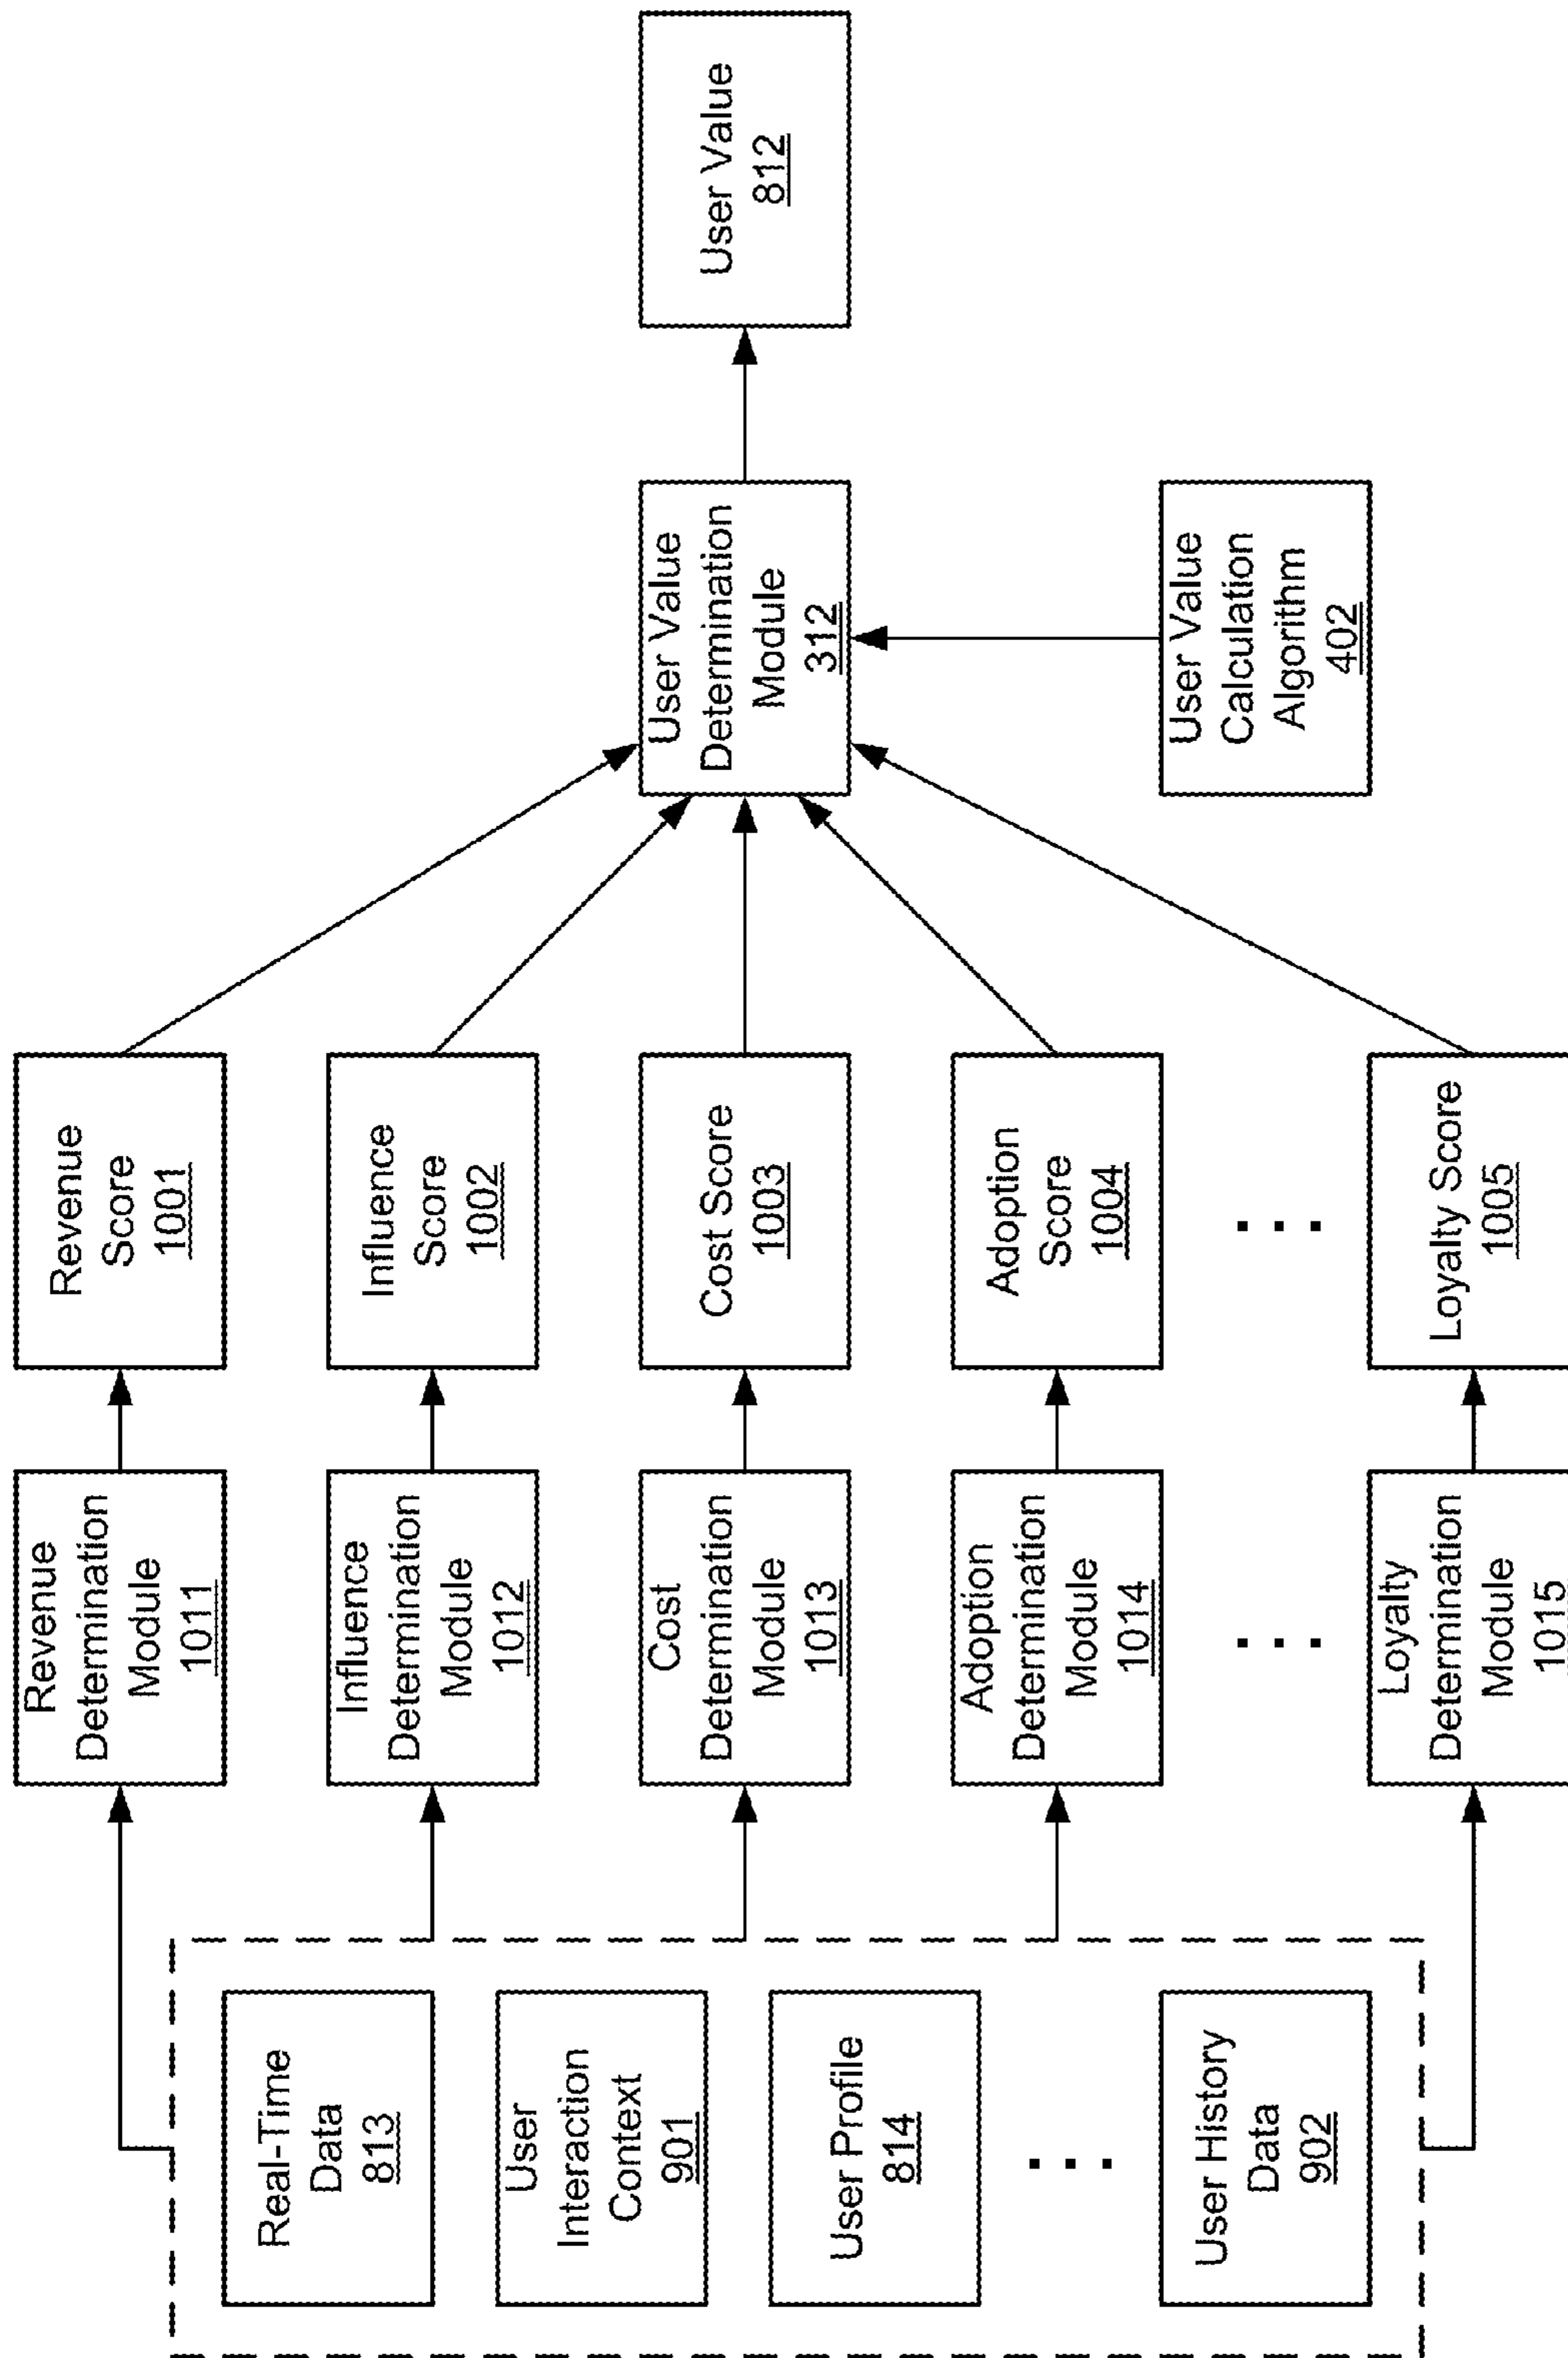 Real-Time
Data
813
User
Interaction
Context
901
User Profile
814
. . .
User History
Data
902
Revenue
Determination
Module
1011
Influence
Determination
Module
1012
Cost
Determination
Module
1013
Adoption
Determination
Module
1014
. . .
Loyalty
Determination
Module
1015
Revenue
Score
1001
Influence
Score
1002
Cost Score
1003
Adoption
Score
1004
. . .
Loyalty Score
1005
User Value
Determination
Module
312
User Value
Calculation
Algorithm
402
User Value
812